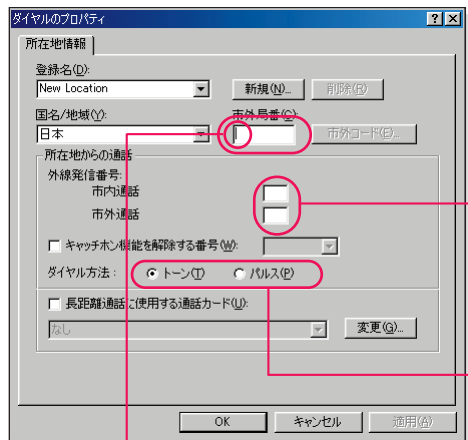 ダイヤルのプロパティ
所在地情報
登録名(D):
New Location 新規(N)... 削除(R)
国名/地域(Y): 市外局番(C):
日本 市外コード(E)...
所在地からの通話
外線発信番号:
市内通話
市外通話
キャッチホン機能を解除する番号(W):
ダイヤル方法: トーン(T) パルス(P)
長距離通話に使用する通話カード(U):
なし 変更(G)...
OK キャンセル 適用(A)